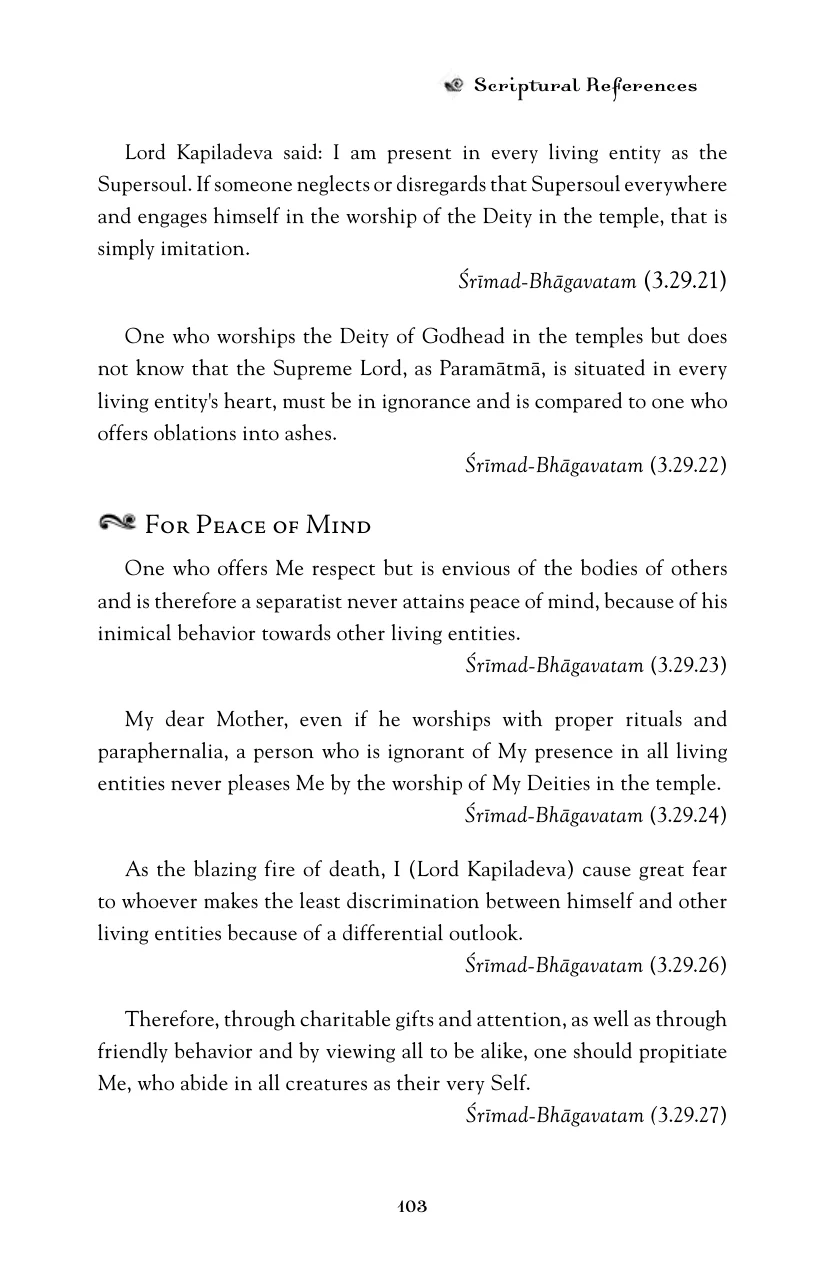 Scriptural References
Lord Kapiladeva said: I am present in every living entity as the
Supersoul. If someone neglects or disregards that Supersoul everywhere
and engages himself in the worship of the Deity in the temple, that is
simply imitation.
Śrīmad-Bhāgavatam (3.29.21)
One who worships the Deity of Godhead in the temples but does
not know that the Supreme Lord, as Paramātmā, is situated in every
living entity's heart, must be in ignorance and is compared to one who
offers oblations into ashes.
Śrīmad-Bhāgavatam (3.29.22)
For Peace of Mind
One who offers Me respect but is envious of the bodies of others
and is therefore a separatist never attains peace of mind, because of his
inimical behavior towards other living entities.
Śrīmad-Bhāgavatam (3.29.23)
My dear Mother, even if he worships with proper rituals and
paraphernalia, a person who is ignorant of My presence in all living
entities never pleases Me by the worship of My Deities in the temple.
Śrīmad-Bhāgavatam (3.29.24)
As the blazing fire of death, I (Lord Kapiladeva) cause great fear
to whoever makes the least discrimination between himself and other
living entities because of a differential outlook.
Śrīmad-Bhāgavatam (3.29.26)
Therefore, through charitable gifts and attention, as well as through
friendly behavior and by viewing all to be alike, one should propitiate
Me, who abide in all creatures as their very Self.
Śrīmad-Bhāgavatam (3.29.27)
103